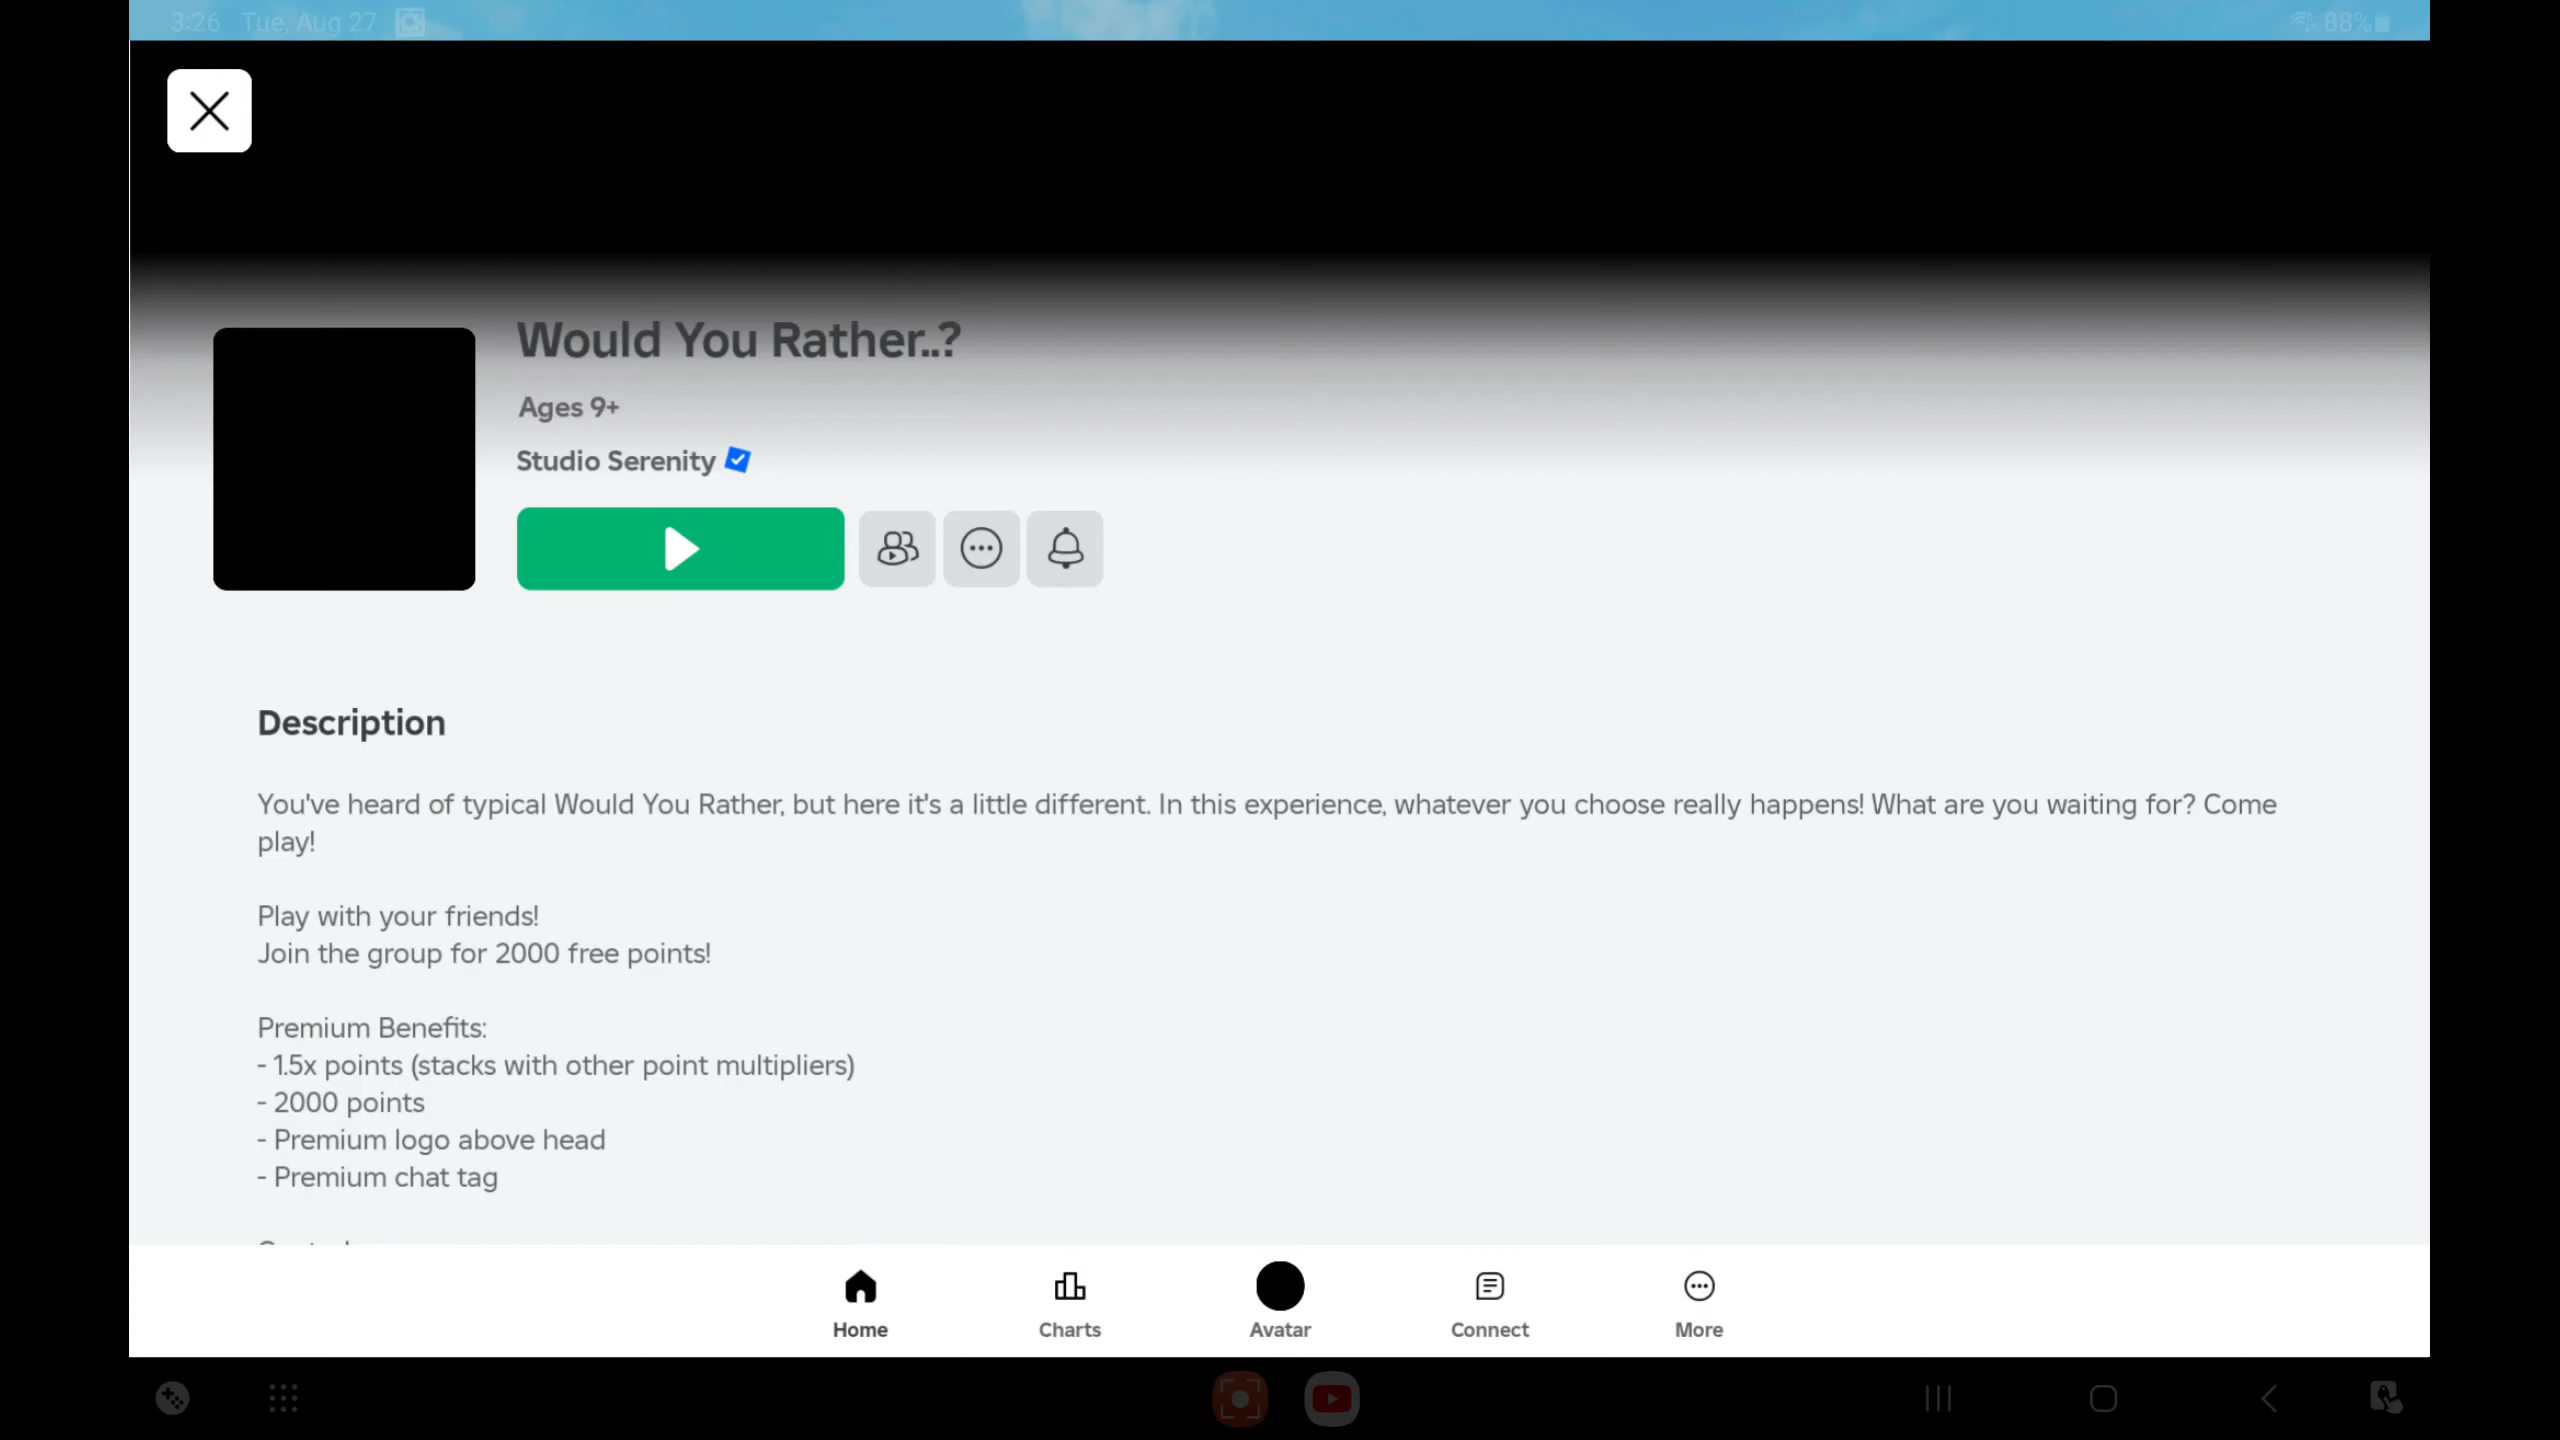 3:26 Tue, Aug 27
88%
Would You Rather..?
Ages 9+
Studio Serenity
Description
You've heard of typical Would You Rather, but here it's a little different. In this experience, whatever you choose really happens! What are you waiting for? Come
play!
Play with your friends!
Join the group for 2000 free points!
Premium Benefits:
- 1.5x points (stacks with other point multipliers)
- 2000 points
- Premium logo above head
- Premium chat tag
Home
Charts
Avatar
Connect
More